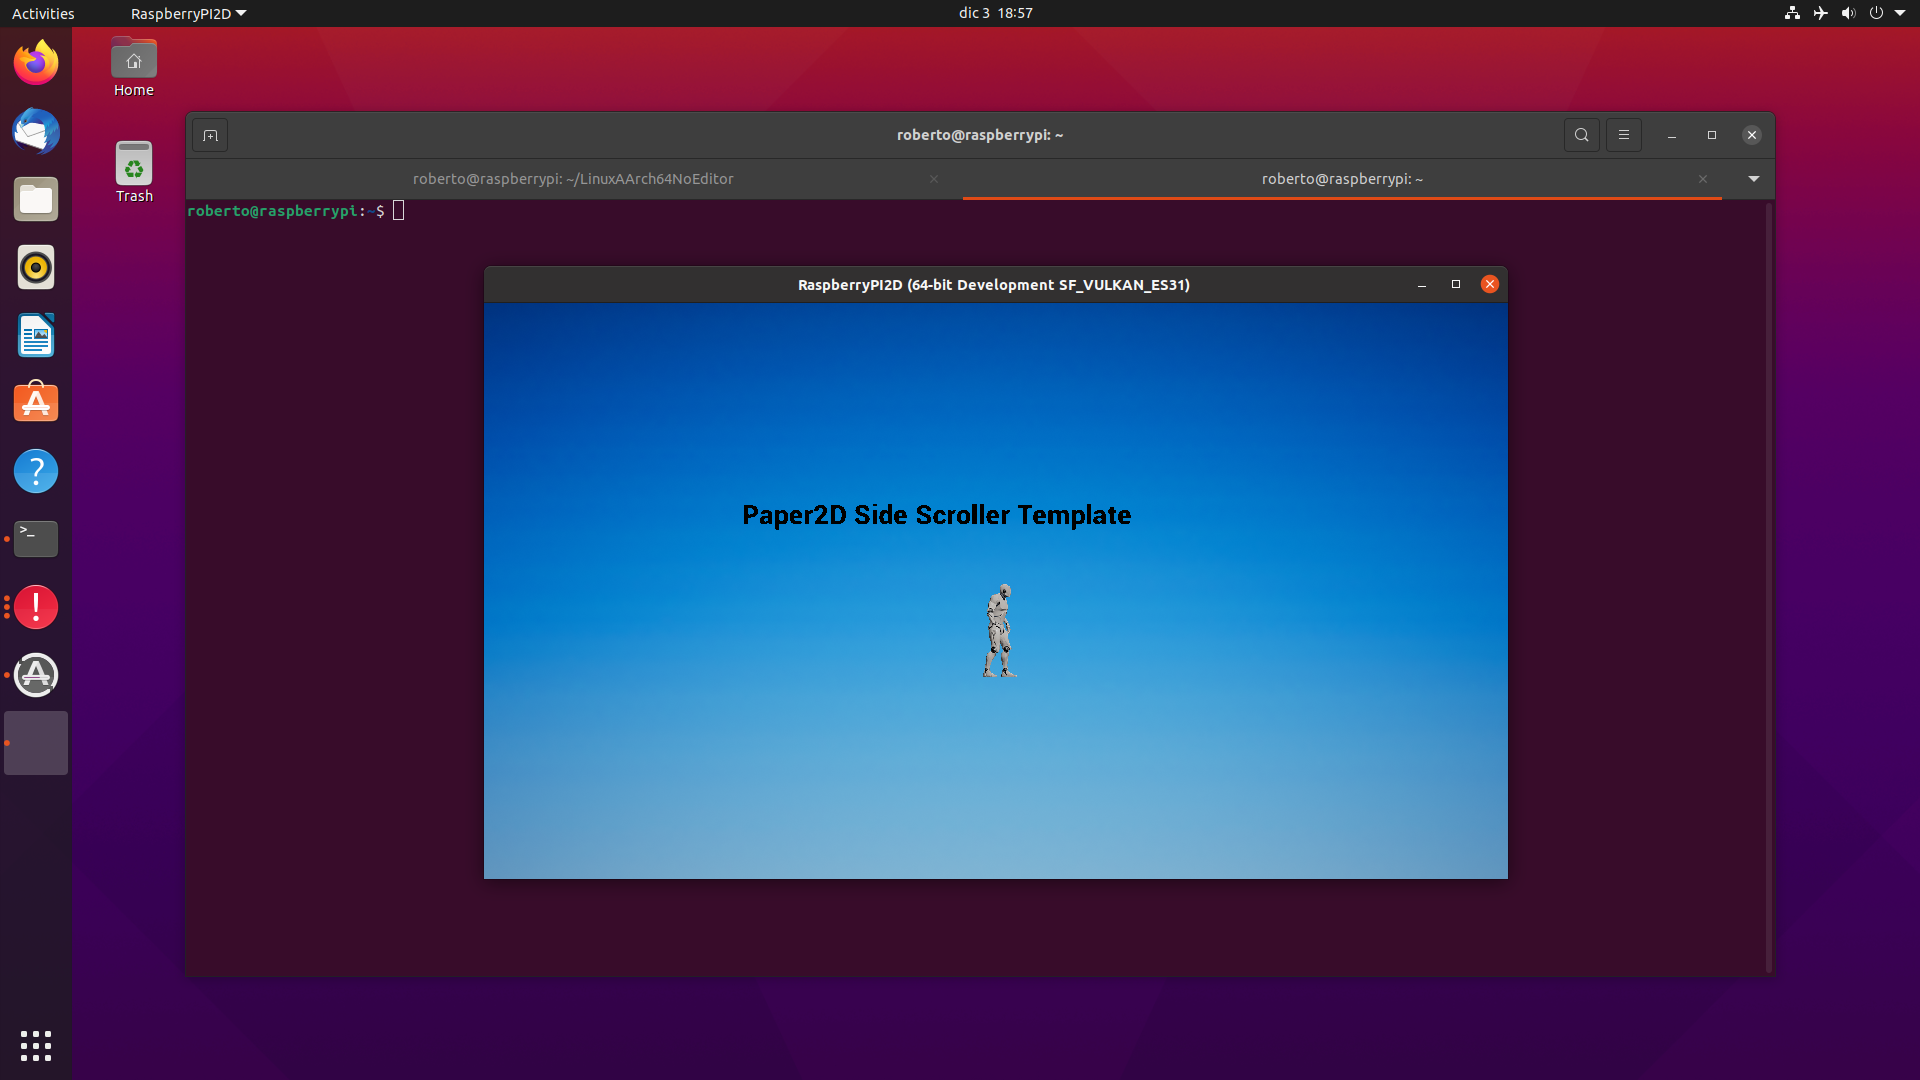 Activities
RaspberryPI2D
dic 3 18:57
Home
Trash
roberto@raspberrypi: ~
roberto@raspberrypi: ~/LinuxAArch64NoEditor
roberto@raspberrypi: ~
roberto@raspberrypi:~$
RaspberryPI2D (64-bit Development SF_VULKAN_ES31)
Paper2D Side Scroller Template